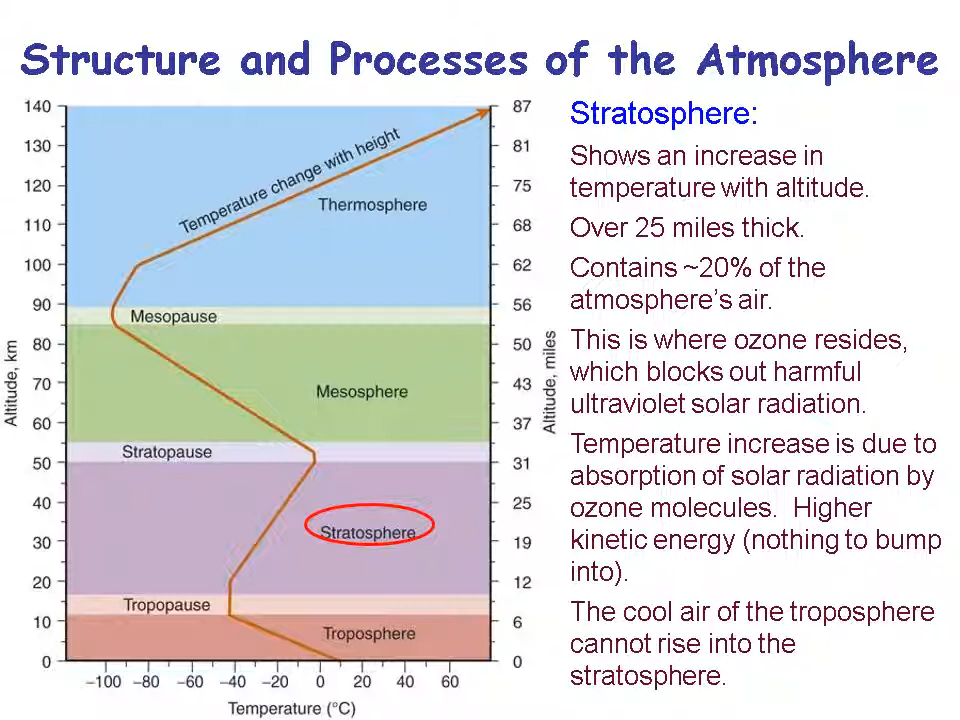 Structure and Processes of the Atmosphere
140
130
120
110
100
90
80
70
60
50
40
30
20
10
0
Altitude, km
Temperature change with height
Thermosphere
Mesopause
Mesosphere
Stratopause
Stratosphere
Tropopause
Troposphere
87
81
75
68
62
56
50
43
37
31
25
19
12
6
0
Altitude, miles
−100 −80 −60 −40 −20 0 20 40 60
Temperature (°C)
Stratosphere:
Shows an increase in
temperature with altitude.
Over 25 miles thick.
Contains ~20% of the
atmosphere’s air.
This is where ozone resides,
which blocks out harmful
ultraviolet solar radiation.
Temperature increase is due to
absorption of solar radiation by
ozone molecules.  Higher
kinetic energy (nothing to bump
into).
The cool air of the troposphere
cannot rise into the
stratosphere.